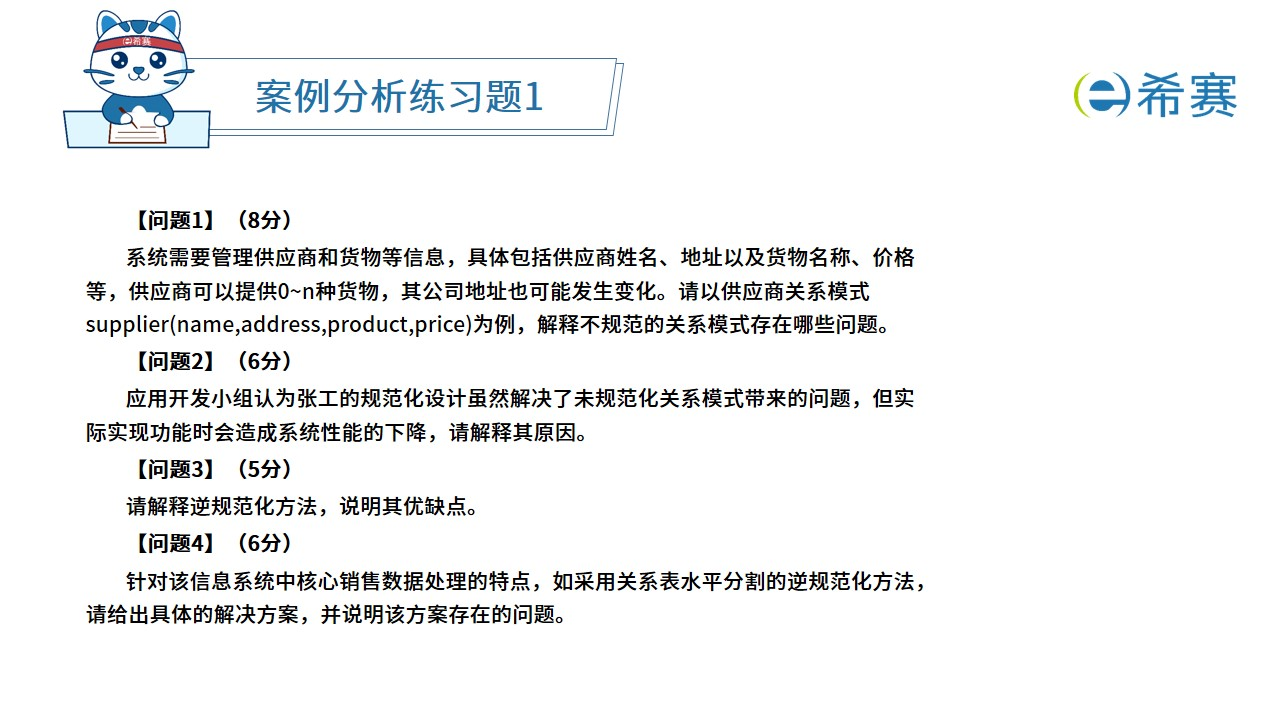 希赛
案例分析练习题1
希赛
【问题1】（8分）
系统需要管理供应商和货物等信息，具体包括供应商姓名、地址以及货物名称、价格
等，供应商可以提供0~n种货物，其公司地址也可能发生变化。请以供应商关系模式
supplier(name,address,product,price)为例，解释不规范的关系模式存在哪些问题。
【问题2】（6分）
应用开发小组认为张工的规范化设计虽然解决了未规范化关系模式带来的问题，但实
际实现功能时会造成系统性能的下降，请解释其原因。
【问题3】（5分）
请解释逆规范化方法，说明其优缺点。
【问题4】（6分）
针对该信息系统中核心销售数据处理的特点，如采用关系表水平分割的逆规范化方法，
请给出具体的解决方案，并说明该方案存在的问题。